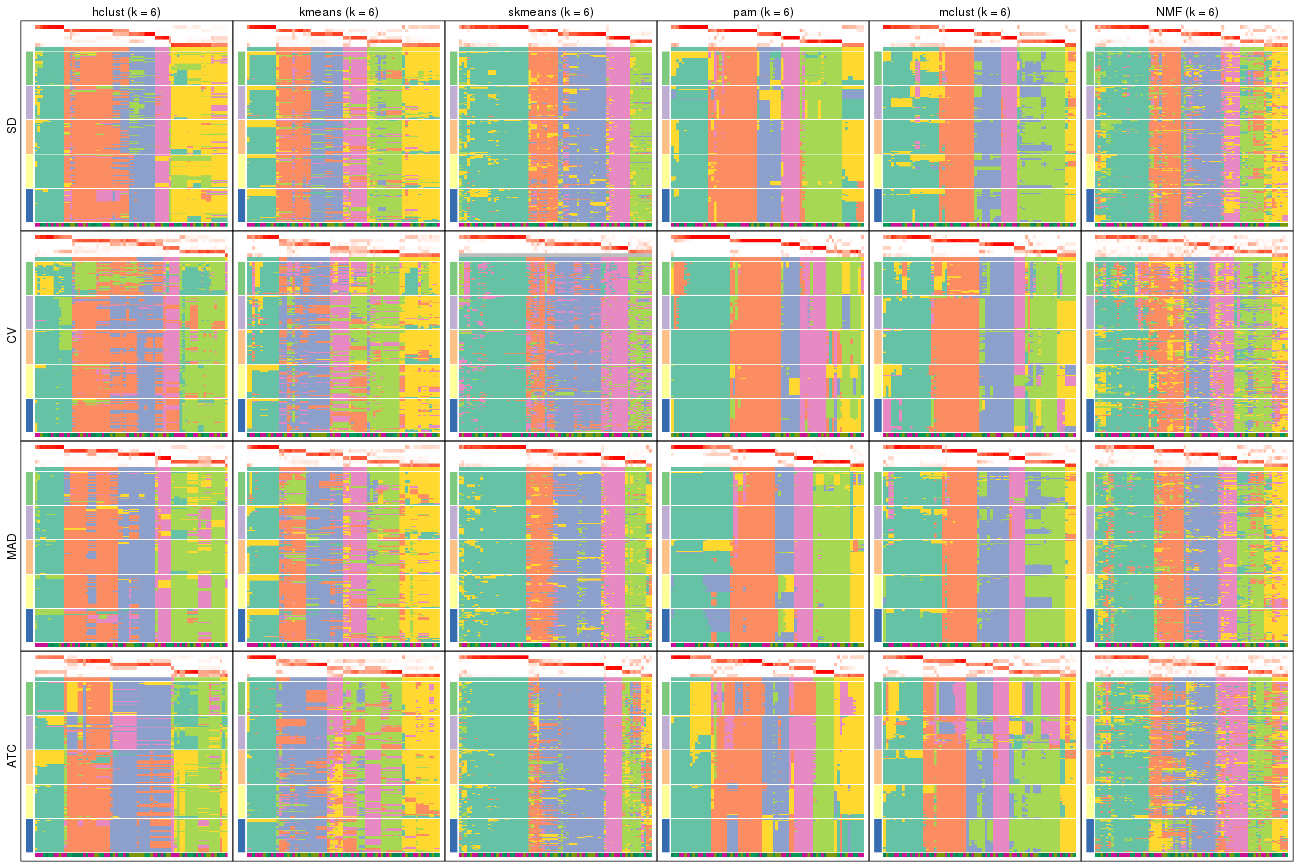 hclust (k = 6) kmeans (k = 6) skmeans (k = 6) pam (k = 6) mclust (k = 6) NMF (k = 6)
SD
CV
MAD
ATC